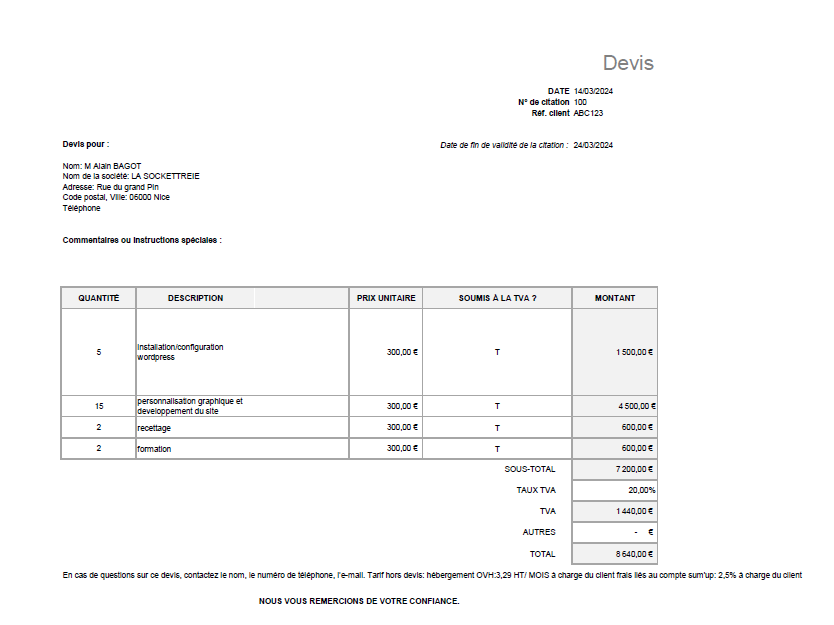 Devis
DATE 14/03/2024
N° de citation 100
Réf. client ABC123
Devis pour :
Date de fin de validité de la citation : 24/03/2024
Nom: M Alain BAGOT
Nom de la société: LA SOCKETTREIE
Adresse: Rue du grand Pin
Code postal, Ville: 06000 Nice
Téléphone
Commentaires ou instructions spéciales :
QUANTITÉ DESCRIPTION PRIX UNITAIRE SOUMIS À LA TVA ? MONTANT
5 installation/configuration wordpress 300,00 € T 1 500,00 €
15 personnalisation graphique et developpement du site 300,00 € T 4 500,00 €
2 recettage 300,00 € T 600,00 €
2 formation 300,00 € T 600,00 €
SOUS-TOTAL 7 200,00 €
TAUX TVA 20,00%
TVA 1 440,00 €
AUTRES - €
TOTAL 8 640,00 €
En cas de questions sur ce devis, contactez le nom, le numéro de téléphone, l'e-mail. Tarif hors devis: hébergement OVH:3,29 HT/ MOIS à charge du client frais liés au compte sum'up: 2,5% à charge du client
NOUS VOUS REMERCIONS DE VOTRE CONFIANCE.